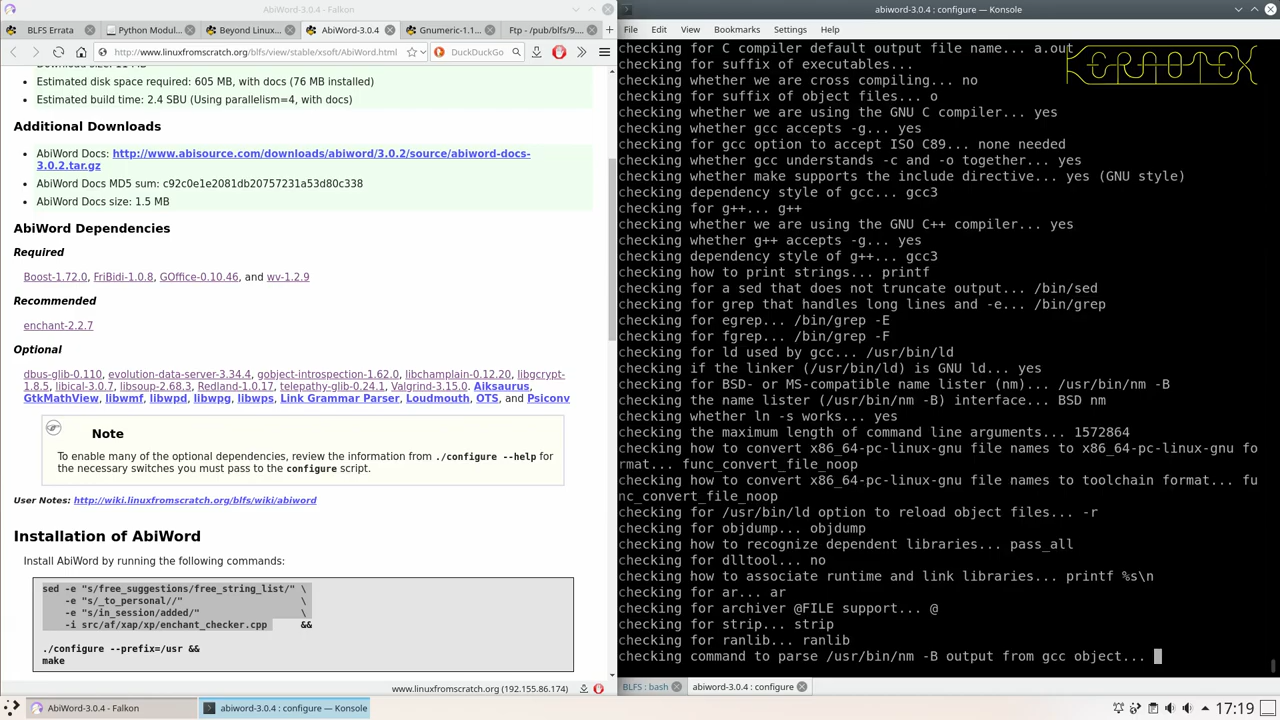 AbiWord-3.0.4 - Falkon
BLFS Errata
Python Modul...
Beyond Linux...
AbiWord-3.0.4
Gnumeric-1.1...
Ftp - /pub/blfs/9....
http://www.linuxfromscratch.org/blfs/view/stable/xsoft/AbiWord.html
DuckDuckGo
Estimated disk space required: 605 MB, with docs (76 MB installed)
Estimated build time: 2.4 SBU (Using parallelism=4, with docs)
Additional Downloads
AbiWord Docs: http://www.abisource.com/downloads/abiword/3.0.2/source/abiword-docs-
3.0.2.tar.gz
AbiWord Docs MD5 sum: c92c0e1e2081db20757231a53d80c338
AbiWord Docs size: 1.5 MB
AbiWord Dependencies
Required
Boost-1.72.0, FriBidi-1.0.8, GOffice-0.10.46, and wv-1.2.9
Recommended
enchant-2.2.7
Optional
dbus-glib-0.110, evolution-data-server-3.34.4, gobject-introspection-1.62.0, libchamplain-0.12.20, libgcrypt-
1.8.5, libical-3.0.7, libsoup-2.68.3, Redland-1.0.17, telepathy-glib-0.24.1, Valgrind-3.15.0, Aiksaurus,
GtkMathView, libwmf, libwpd, libwpg, libwps, Link Grammar Parser, Loudmouth, OTS, and Psiconv
Note
To enable many of the optional dependencies, review the information from ./configure --help for
the necessary switches you must pass to the configure script.
User Notes: http://wiki.linuxfromscratch.org/blfs/wiki/abiword
Installation of AbiWord
Install AbiWord by running the following commands:
sed -e "s/free_suggestions/free_string_list/" \
-e "s/_to_personal//" \
-e "s/in_session/added/" \
-i src/af/xap/xp/enchant_checker.cpp &&
./configure --prefix=/usr &&
make
www.linuxfromscratch.org (192.155.86.174)
abiword-3.0.4 : configure — Konsole
File Edit View Bookmarks Settings Help
KERNOTEX
checking for C compiler default output file name... a.out
checking for suffix of executables...
checking whether we are cross compiling... no
checking for suffix of object files... o
checking whether we are using the GNU C compiler... yes
checking whether gcc accepts -g... yes
checking for gcc option to accept ISO C89... none needed
checking whether gcc understands -c and -o together... yes
checking whether make supports the include directive... yes (GNU style)
checking dependency style of gcc... gcc3
checking for g++... g++
checking whether we are using the GNU C++ compiler... yes
checking whether g++ accepts -g... yes
checking dependency style of g++... gcc3
checking how to print strings... printf
checking for a sed that does not truncate output... /bin/sed
checking for grep that handles long lines and -e... /bin/grep
checking for egrep... /bin/grep -E
checking for fgrep... /bin/grep -F
checking for ld used by gcc... /usr/bin/ld
checking if the linker (/usr/bin/ld) is GNU ld... yes
checking for BSD- or MS-compatible name lister (nm)... /usr/bin/nm -B
checking the name lister (/usr/bin/nm -B) interface... BSD nm
checking whether ln -s works... yes
checking the maximum length of command line arguments... 1572864
checking how to convert x86_64-pc-linux-gnu file names to x86_64-pc-linux-gnu fo
rmat... func_convert_file_noop
checking how to convert x86_64-pc-linux-gnu file names to toolchain format... fu
nc_convert_file_noop
checking for /usr/bin/ld option to reload object files... -r
checking for objdump... objdump
checking how to recognize dependent libraries... pass_all
checking for dlltool... no
checking how to associate runtime and link libraries... printf %s\n
checking for ar... ar
checking for archiver @FILE support... @
checking for strip... strip
checking for ranlib... ranlib
checking command to parse /usr/bin/nm -B output from gcc object...
BLFS : bash
abiword-3.0.4 : configure
AbiWord-3.0.4 - Falkon
abiword-3.0.4 : configure — Konsole
17:19